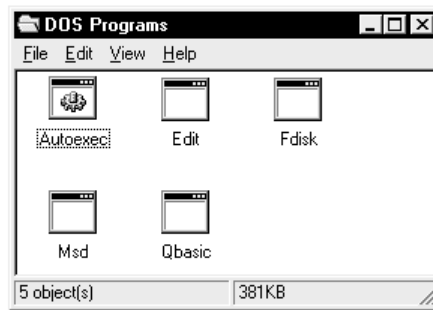 DOS Programs
File Edit View Help
Autoexec Edit Fdisk
Msd Qbasic
5 object(s) 381KB